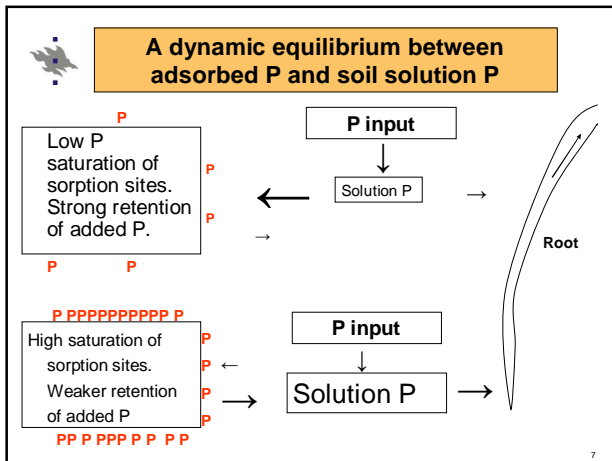 A dynamic equilibrium between
adsorbed P and soil solution P
P
Low P
saturation of
sorption sites.
Strong retention
of added P.
P
P
P P
P input
Solution P
Root
P PPPPPPPPPP P
High saturation of
sorption sites.
Weaker retention
of added P
P
P
P
P
PP P PPP P P P P
P input
Solution P
7